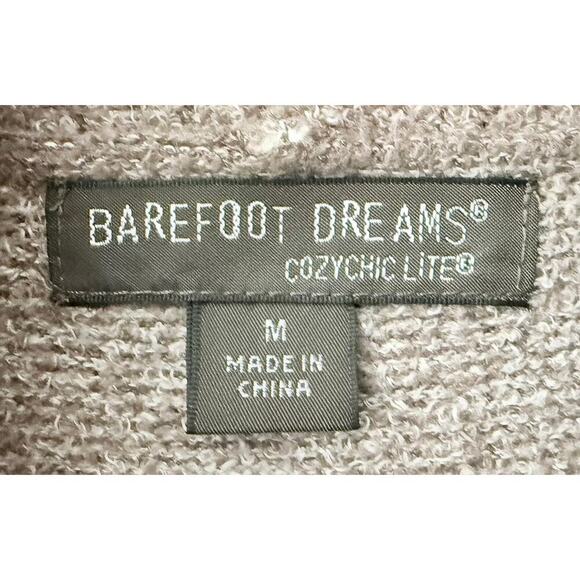 BAREFOOT DREAMS®
COZYCHIC LiTE®
M
MADE IN
CHINA